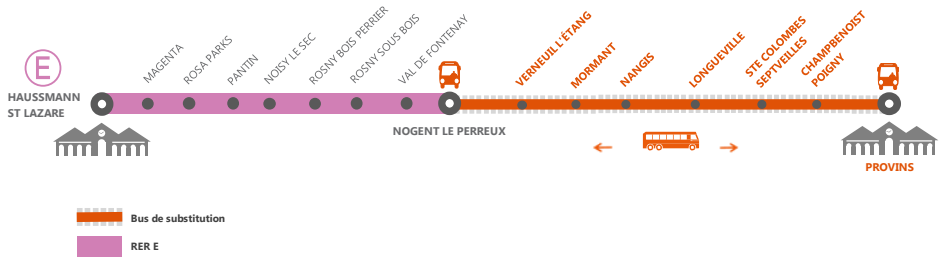 E
HAUSSMANN
ST LAZARE
MAGENTA
ROSA PARKS
PANTIN
NOISY LE SEC
ROSNY BOIS PERRIER
ROSNY SOUS BOIS
VAL DE FONTENAY
NOGENT LE PERREUX
VERNEUIL L'ÉTANG
MORMANT
NANGIS
LONGUEVILLE
STE COLOMBES
SEPTVEILLES
CHAMPBENOIST
POIGNY
PROVINS
Bus de substitution
RER E